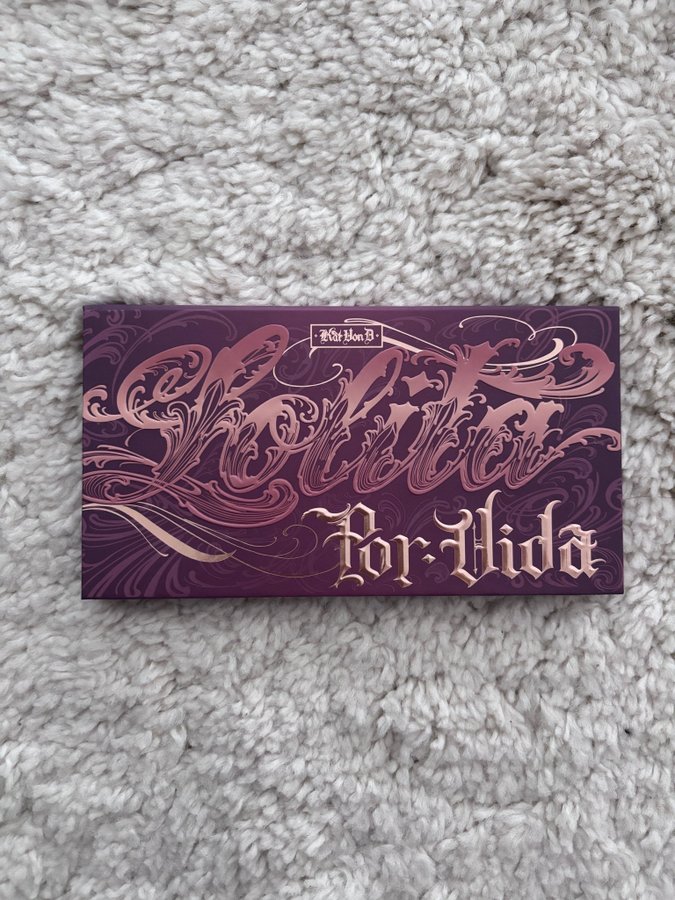 ·Kat Von D·
Lolita
Por·Vida